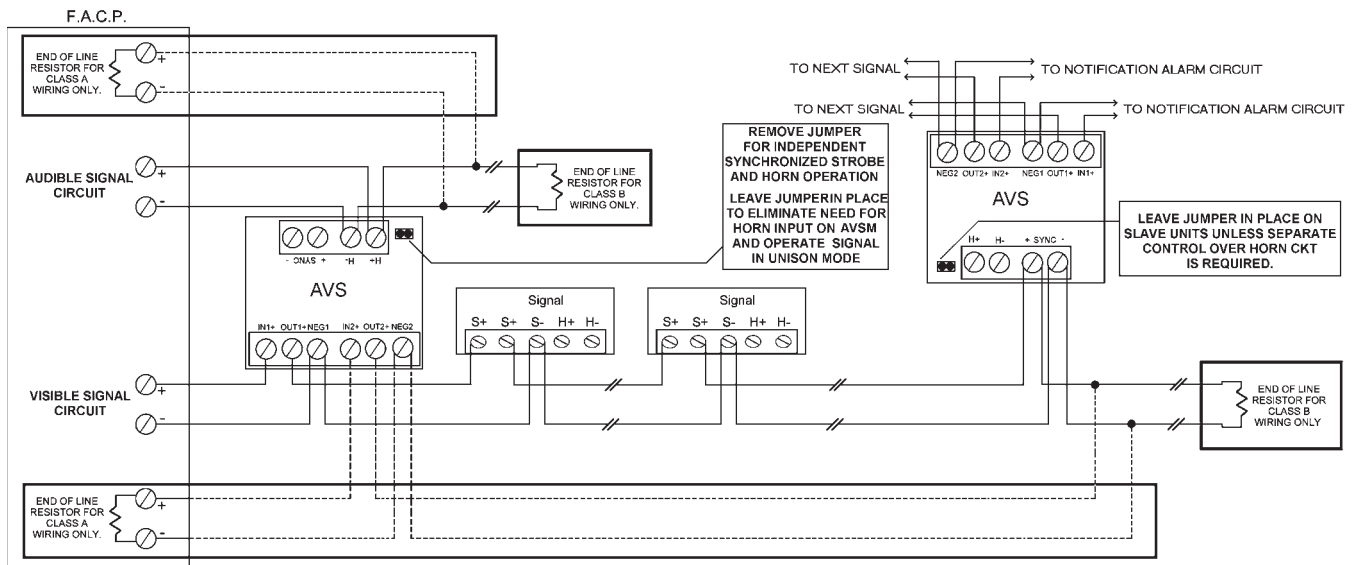 F.A.C.P.
END OF LINE
RESISTOR FOR
CLASS A
WIRING ONLY.
+
-
AUDIBLE SIGNAL
CIRCUIT
+
-
END OF LINE
RESISTOR FOR
CLASS B
WIRING ONLY.
- SYNC + H- H+
AVS
IN1+ OUT1+ NEG1 IN2+ OUT2+ NEG2
REMOVE JUMPER
FOR INDEPENDENT
SYNCHRONIZED STROBE
AND HORN OPERATION
LEAVE JUMPER IN PLACE
TO ELIMINATE NEED FOR
HORN INPUT ON AVSM
AND OPERATE SIGNAL
IN UNISON MODE
TO NEXT SIGNAL
TO NOTIFICATION ALARM CIRCUIT
TO NEXT SIGNAL
TO NOTIFICATION ALARM CIRCUIT
NEG2 OUT2+ IN2+ NEG1 OUT1+ IN1+
AVS
H+ H- + SYNC -
LEAVE JUMPER IN PLACE ON
SLAVE UNITS UNLESS SEPARATE
CONTROL OVER HORN CKT
IS REQUIRED.
Signal
S+ S+ S- H+ H-
Signal
S+ S+ S- H+ H-
VISIBLE SIGNAL
CIRCUIT
+
-
END OF LINE
RESISTOR FOR
CLASS B
WIRING ONLY
END OF LINE
RESISTOR FOR
CLASS A
WIRING ONLY.
+
-